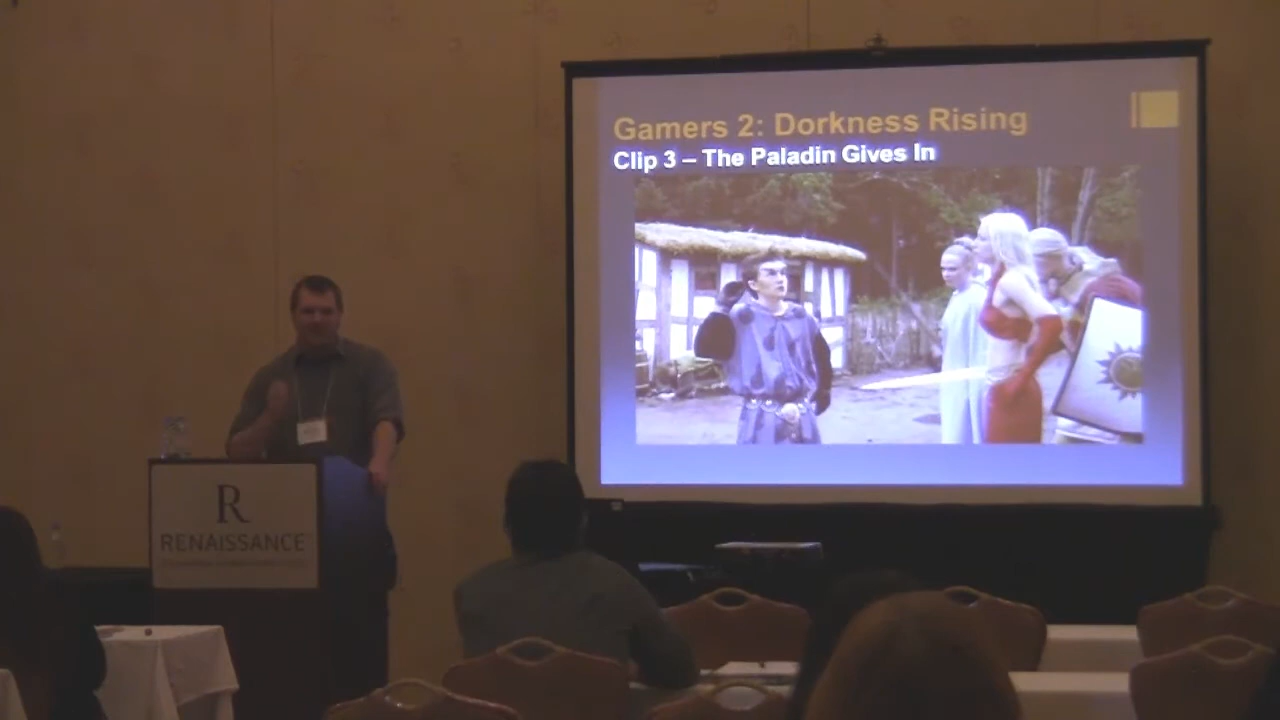 Gamers 2: Dorkness Rising
Clip 3 – The Paladin Gives In
R
RENAISSANCE